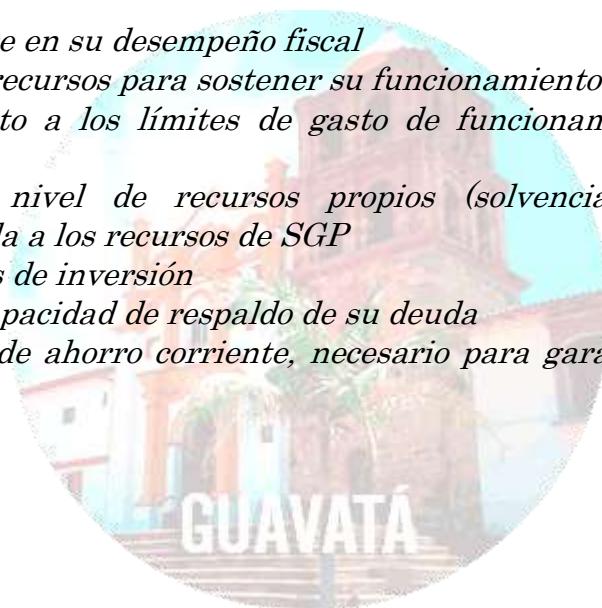 e en su desempeño fiscal
recursos para sostener su funcionamiento
to a los límites de gasto de funcionam
nivel de recursos propios (solvencia
la a los recursos de SGP
s de inversión
pacidad de respaldo de su deuda
de ahorro corriente, necesario para gara
GUAVATÁ